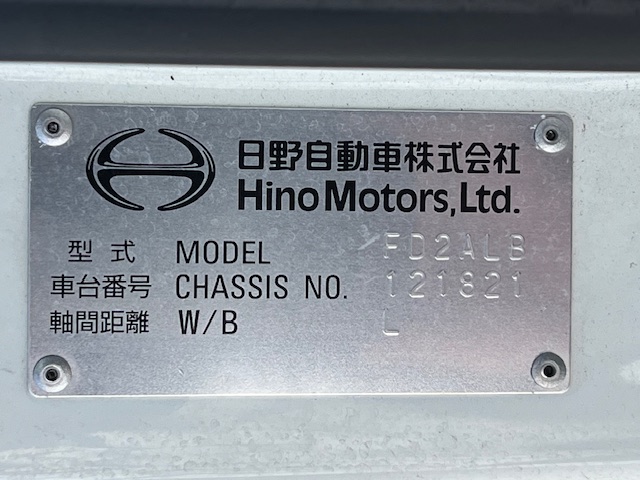 日野自動車株式会社
Hino Motors, Ltd.
型式 MODEL FD2ALB
車台番号 CHASSIS NO. 121821
軸間距離 W/B L